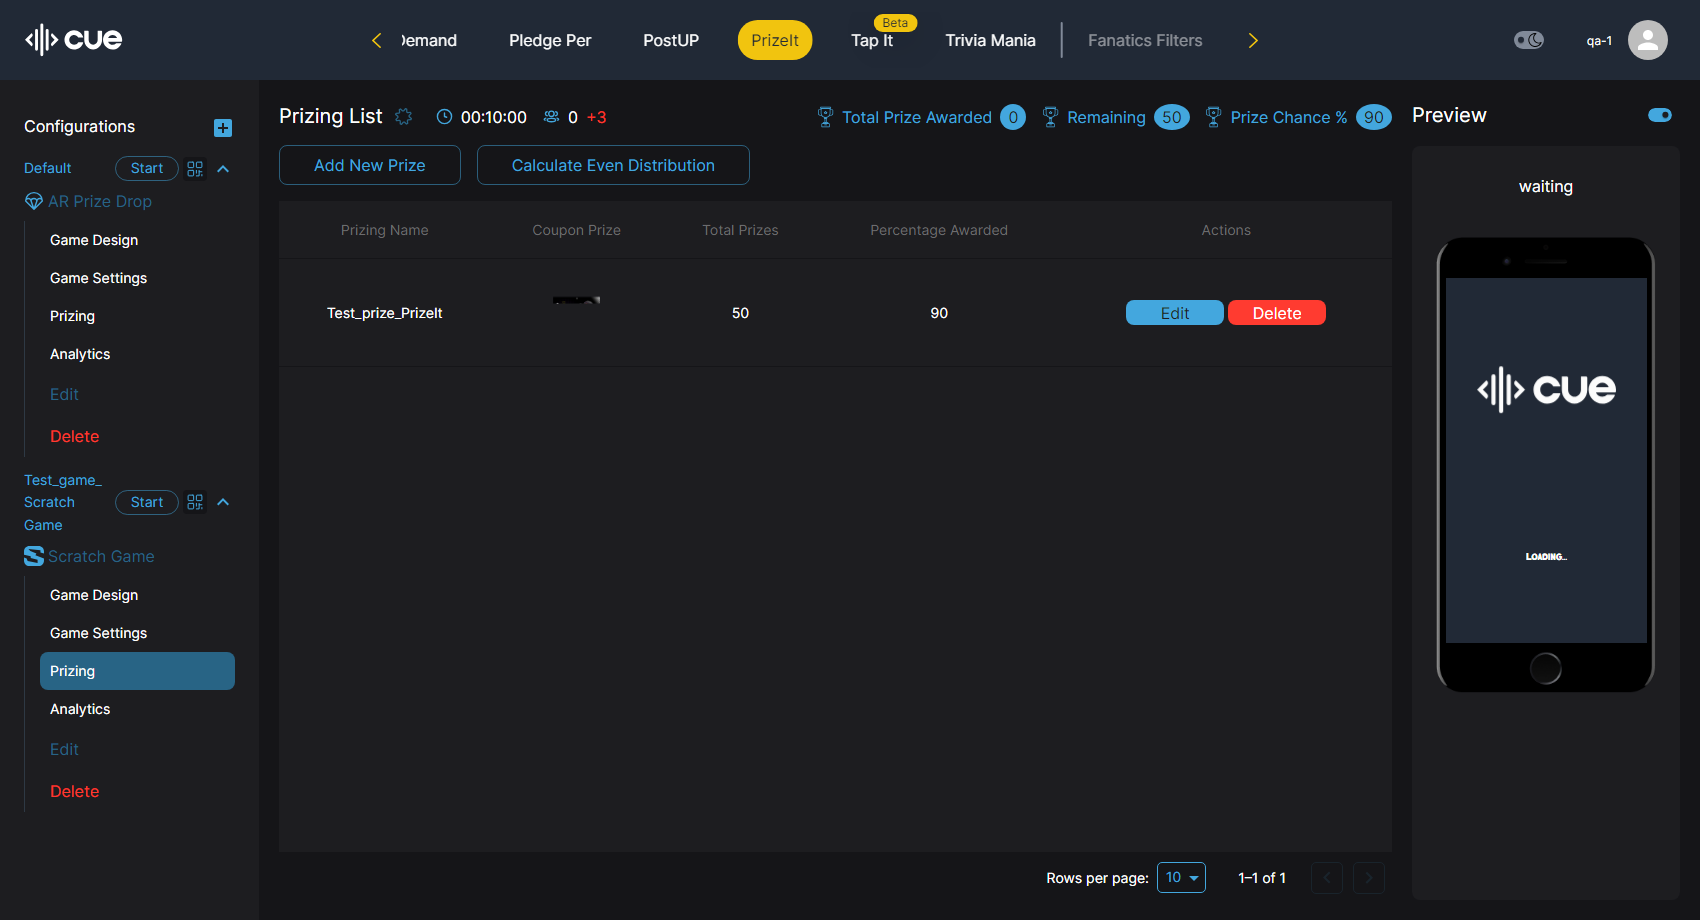 cue
Demand
Pledge Per
PostUP
PrizeIt
Beta
Tap It
Trivia Mania
Fanatics Filters
qa-1
Configurations
Default
Start
AR Prize Drop
Game Design
Game Settings
Prizing
Analytics
Edit
Delete
Test_game_
Scratch
Game
Start
Scratch Game
Game Design
Game Settings
Prizing
Analytics
Edit
Delete
Prizing List
00:10:00
0 +3
Total Prize Awarded 0
Remaining 50
Prize Chance % 90
Add New Prize
Calculate Even Distribution
Prizing Name Coupon Prize Total Prizes Percentage Awarded Actions
Test_prize_PrizeIt 50 90 Edit Delete
Rows per page: 10 1–1 of 1
Preview
waiting
cue
LOADING...